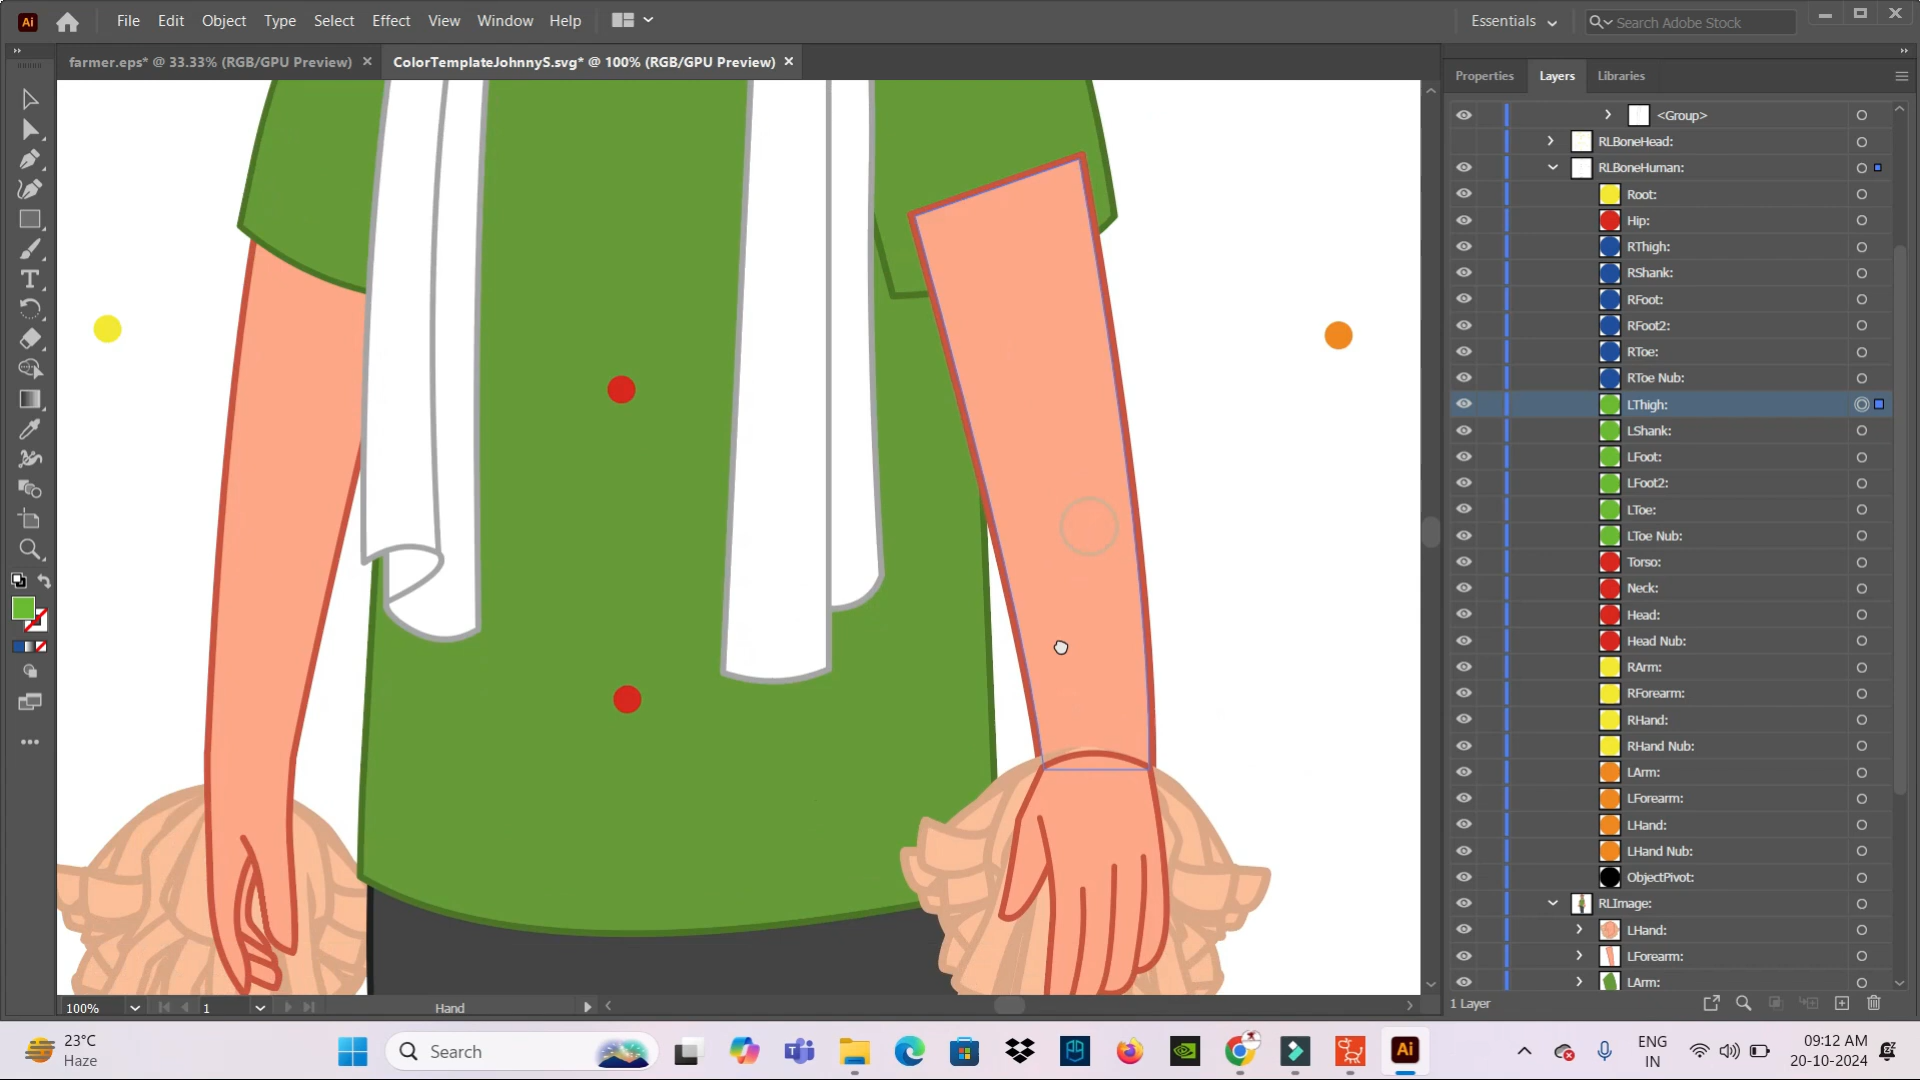 Ai File Edit Object Type Select Effect View Window Help Essentials Search Adobe Stock
farmer.eps* @ 33.33% (RGB/GPU Preview) × ColorTemplateJohnnyS.svg* @ 100% (RGB/GPU Preview) ×
Properties Layers Libraries
<Group>
RLBoneHead:
RLBoneHuman:
Root:
Hip:
RThigh:
RShank:
RFoot:
RFoot2:
RToe:
RToe Nub:
LThigh:
LShank:
LFoot:
LFoot2:
LToe:
LToe Nub:
Torso:
Neck:
Head:
Head Nub:
RArm:
RForearm:
RHand:
RHand Nub:
LArm:
LForearm:
LHand:
LHand Nub:
ObjectPivot:
RLImage:
LHand:
LForearm:
LArm:
1 Layer
100% 1 Hand
23°C
Haze
Search
Ai
ENG
IN
09:12 AM
20-10-2024